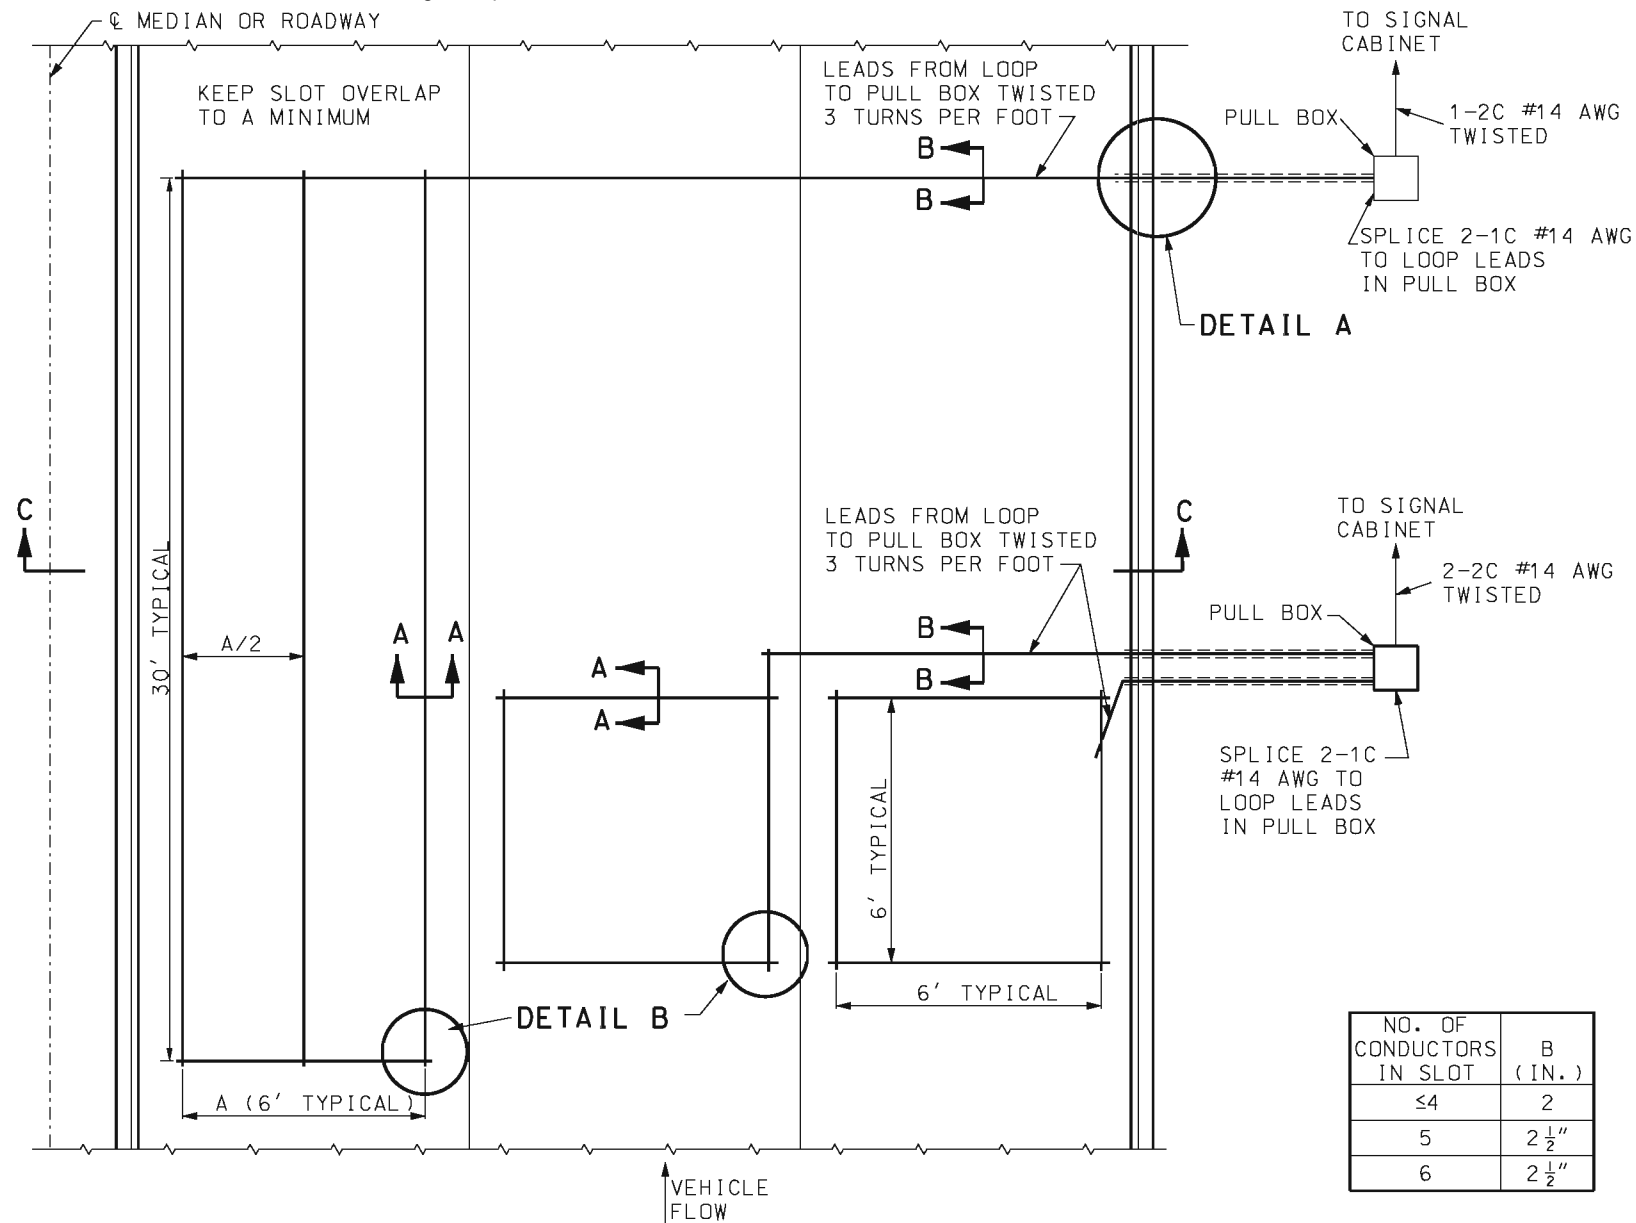 ℄ MEDIAN OR ROADWAY
KEEP SLOT OVERLAP
TO A MINIMUM
LEADS FROM LOOP
TO PULL BOX TWISTED
3 TURNS PER FOOT
B
B
TO SIGNAL
CABINET
PULL BOX
1-2C #14 AWG
TWISTED
SPLICE 2-1C #14 AWG
TO LOOP LEADS
IN PULL BOX
DETAIL A
C
C
30' TYPICAL
A/2
A
A
LEADS FROM LOOP
TO PULL BOX TWISTED
3 TURNS PER FOOT
TO SIGNAL
CABINET
2-2C #14 AWG
TWISTED
PULL BOX
B
B
A
A
SPLICE 2-1C
#14 AWG TO
LOOP LEADS
IN PULL BOX
6' TYPICAL
6' TYPICAL
DETAIL B
A (6' TYPICAL)
NO. OF
CONDUCTORS
IN SLOT
B
(IN.)
≤4 2
5 2 1/2"
6 2 1/2"
VEHICLE
FLOW